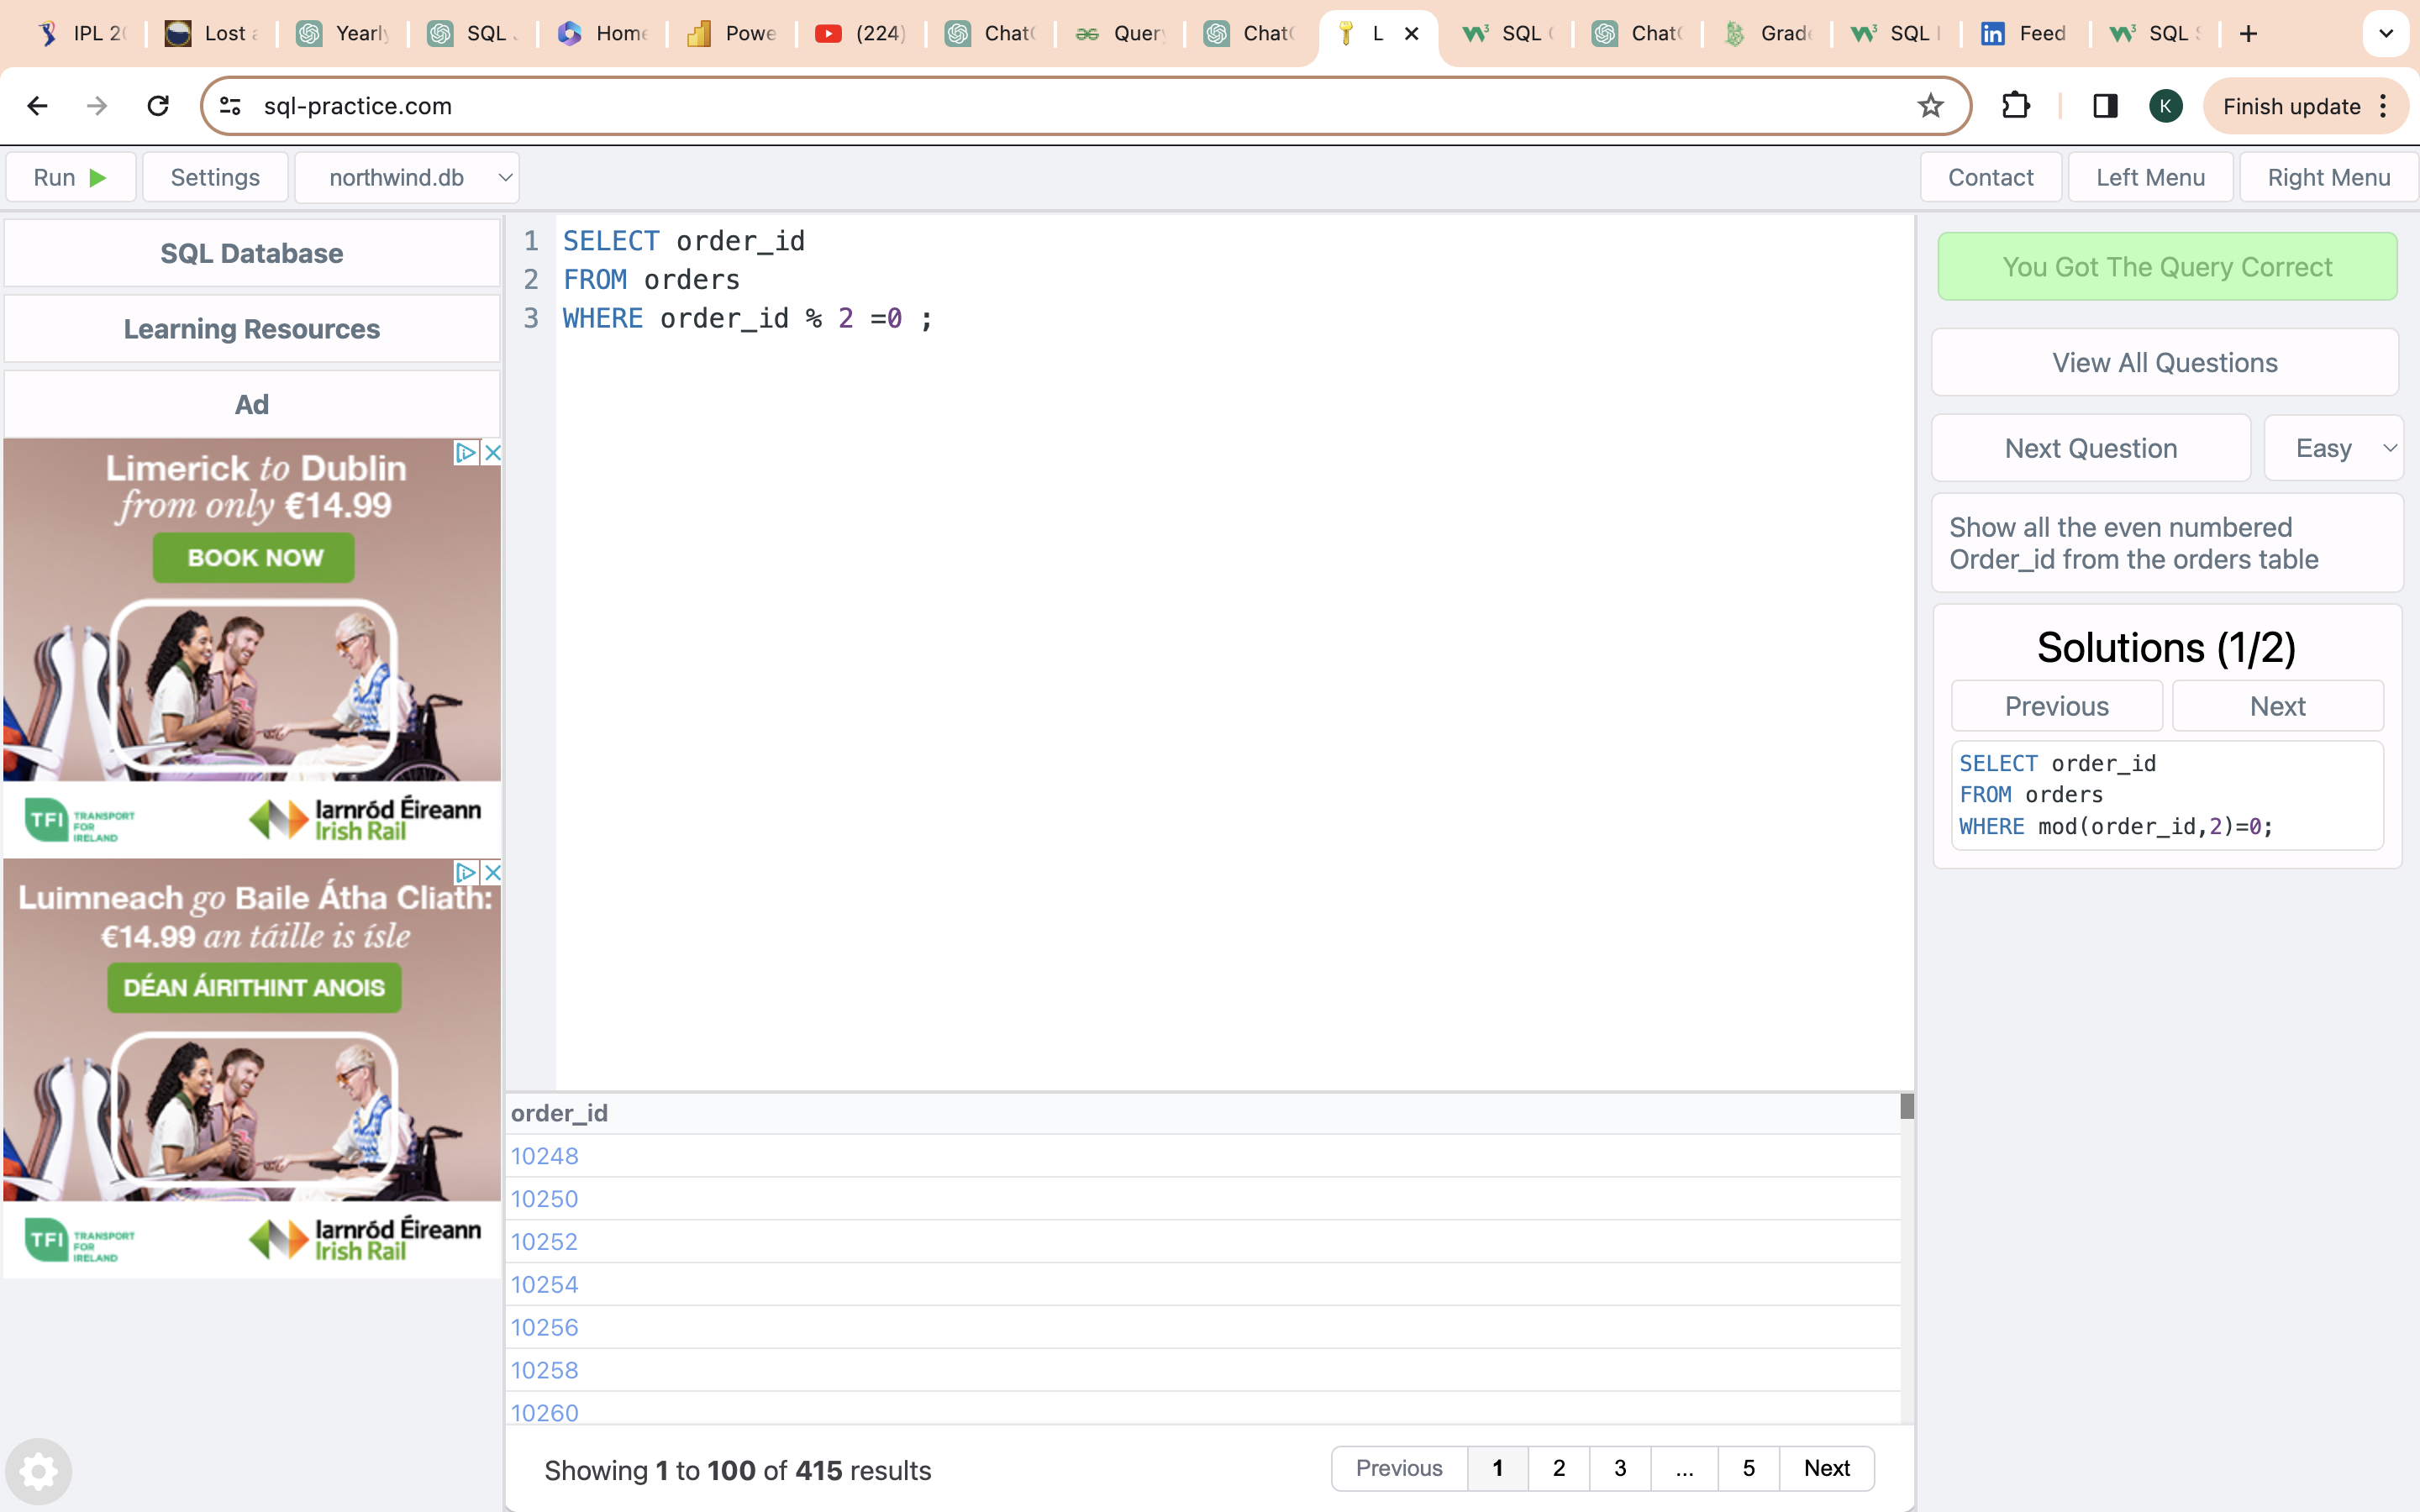 IPL 2
Lost
Yearly
SQL
Home
Powe
(224)
Chat
Query
Chat
L
SQL
Chat
Grade
SQL
Feed
SQL
sql-practice.com
K
Finish update
Run
Settings
northwind.db
Contact
Left Menu
Right Menu
SQL Database
Learning Resources
Ad
Limerick to Dublin
from only €14.99
BOOK NOW
TFI TRANSPORT
FOR
IRELAND
Iarnród Éireann
Irish Rail
Luimneach go Baile Átha Cliath:
€14.99 an táille is ísle
DÉAN ÁIRITHINT ANOIS
TFI TRANSPORT
FOR
IRELAND
Iarnród Éireann
Irish Rail
1 SELECT order_id
2 FROM orders
3 WHERE order_id % 2 =0 ;
order_id
10248
10250
10252
10254
10256
10258
10260
Showing 1 to 100 of 415 results
Previous 1 2 3 ... 5 Next
You Got The Query Correct
View All Questions
Next Question
Easy
Show all the even numbered
Order_id from the orders table
Solutions (1/2)
Previous
Next
SELECT order_id
FROM orders
WHERE mod(order_id,2)=0;